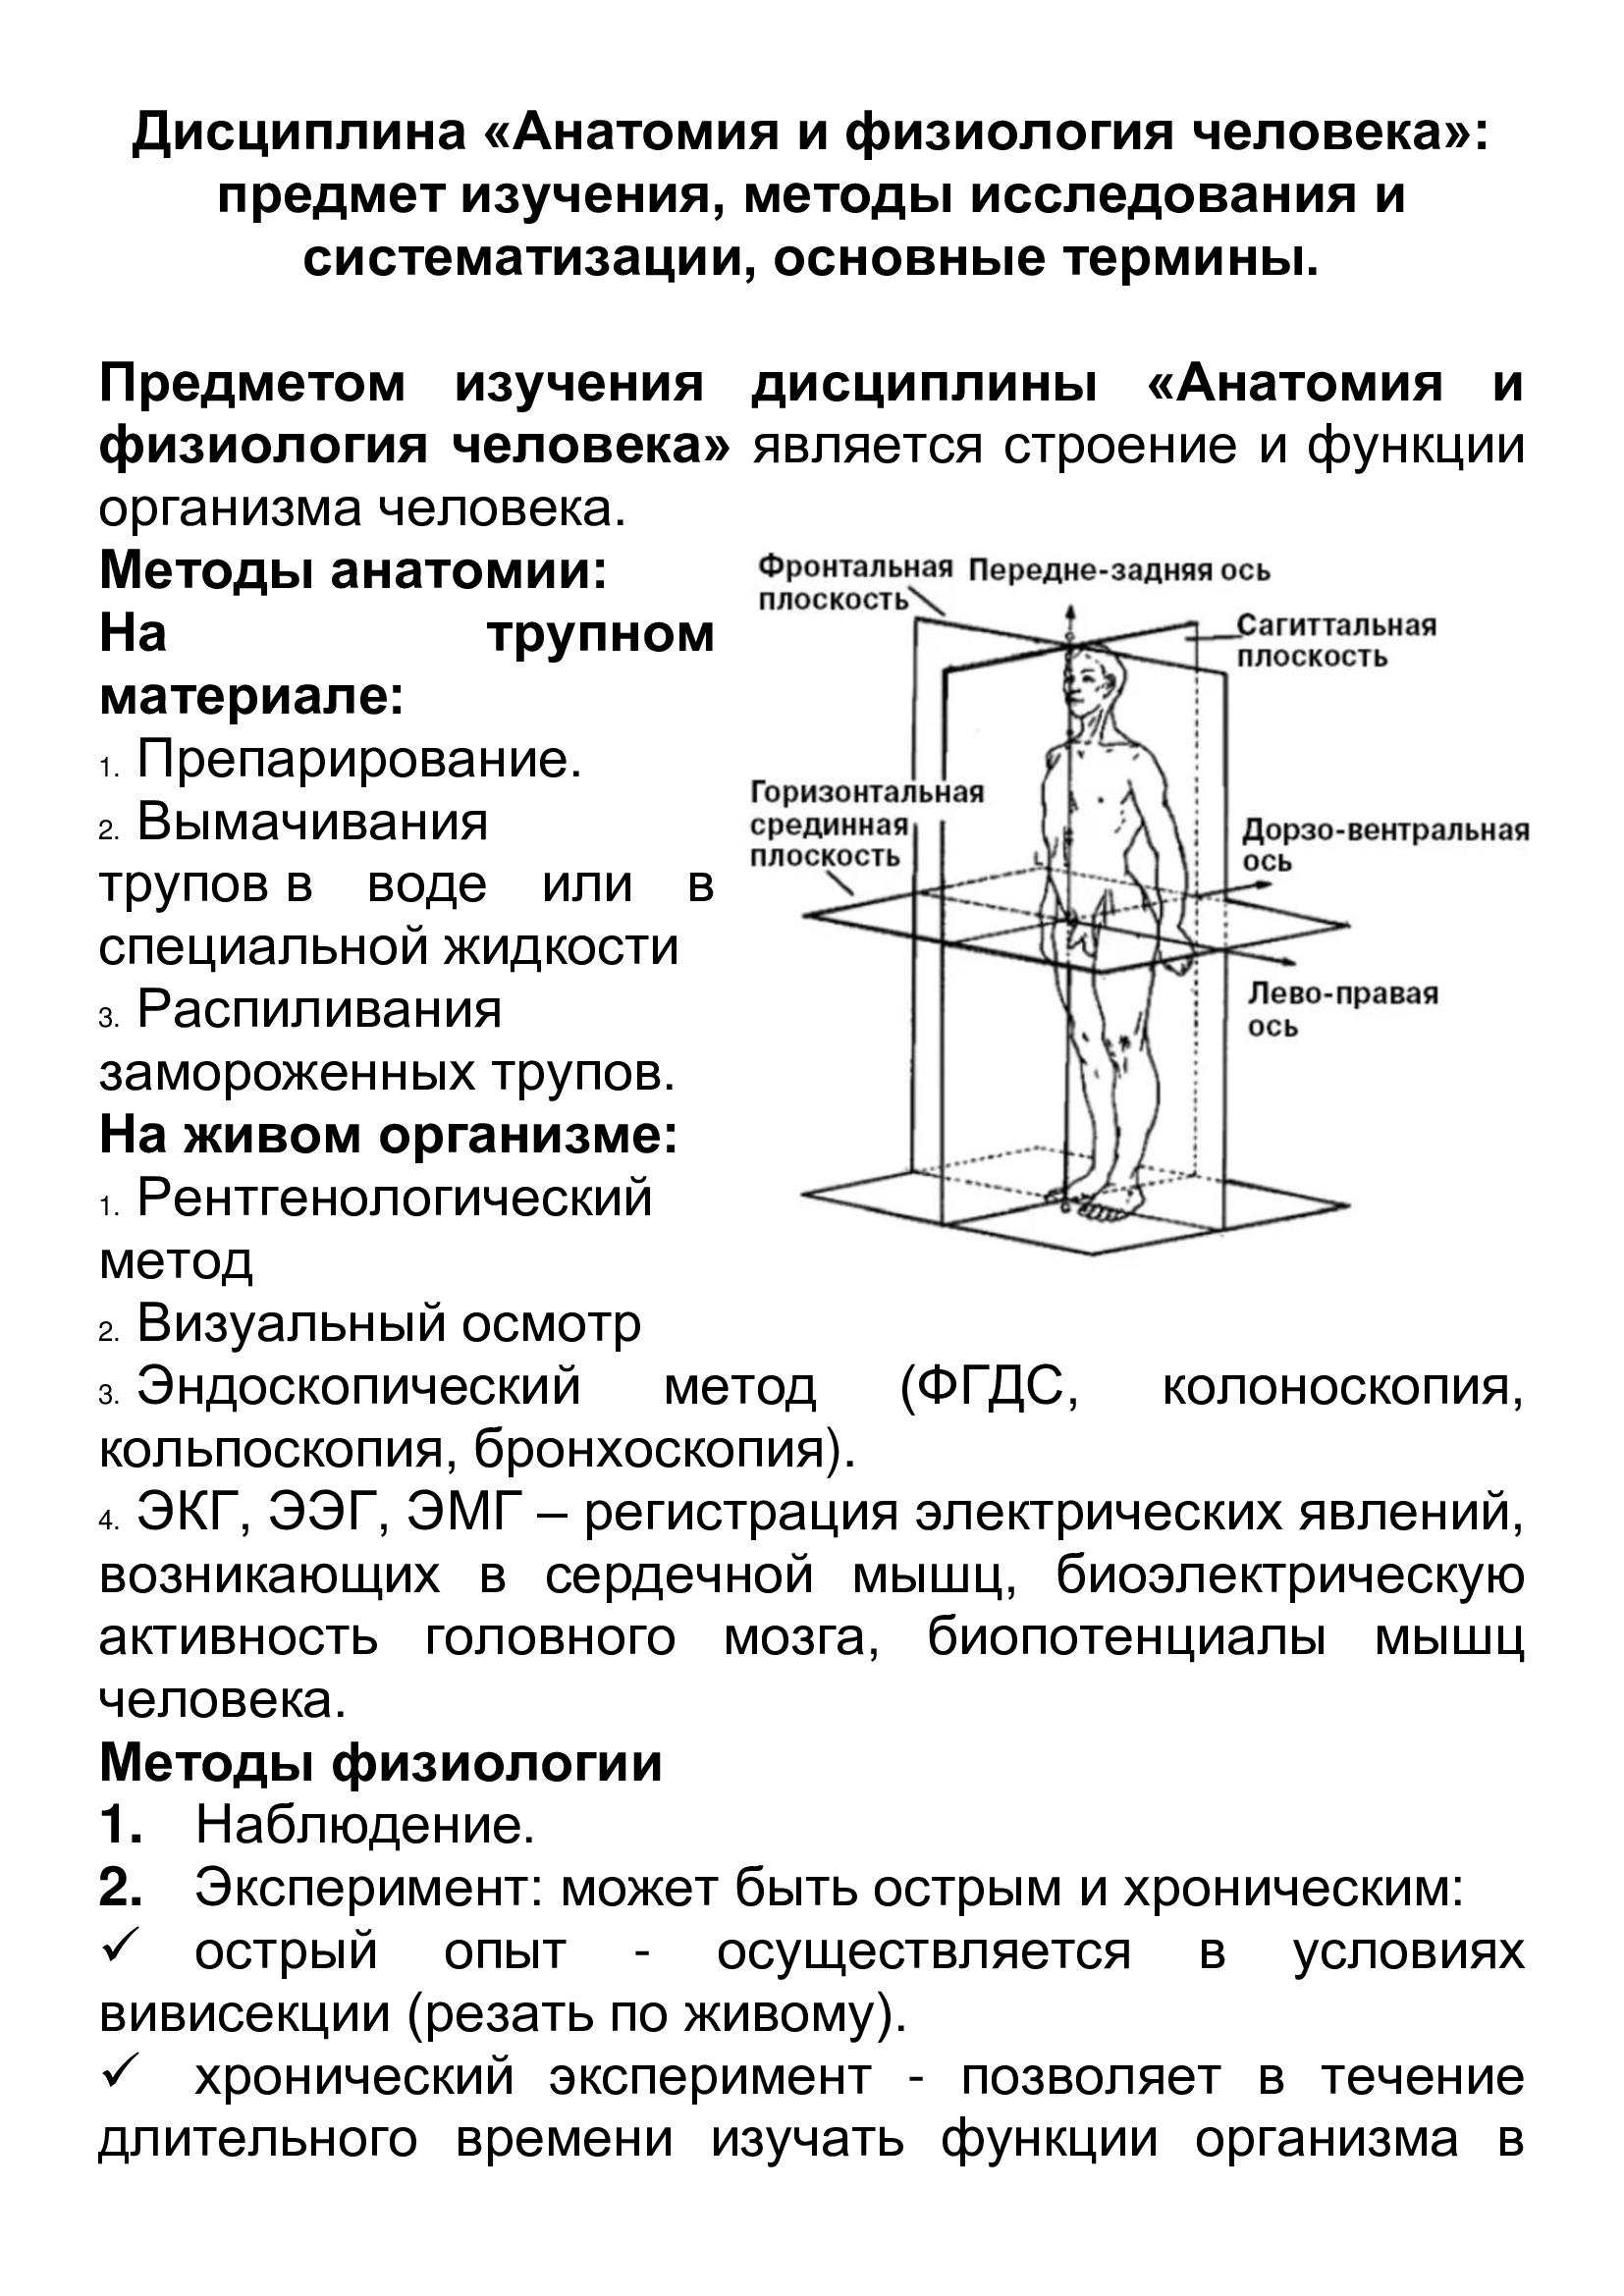 Дисциплина «Анатомия и физиология человека»:
предмет изучения, методы исследования и
систематизации, основные термины.
Предметом изучения дисциплины «Анатомия и
физиология человека» является строение и функции
организма человека.
Методы анатомии:
На трупном
материале:
1. Препарирование.
2. Вымачивания
трупов в воде или в
специальной жидкости
3. Распиливания
замороженных трупов.
На живом организме:
1. Рентгенологический
метод
2. Визуальный осмотр
Фронтальная
плоскость
Передне-задняя ось
Сагиттальная
плоскость
Горизонтальная
срединная
плоскость
Дорзо-вентральная
ось
Лево-правая
ось
3. Эндоскопический метод (ФГДС, колоноскопия,
кольпоскопия, бронхоскопия).
4. ЭКГ, ЭЭГ, ЭМГ – регистрация электрических явлений,
возникающих в сердечной мышц, биоэлектрическую
активность головного мозга, биопотенциалы мышц
человека.
Методы физиологии
1. Наблюдение.
2. Эксперимент: может быть острым и хроническим:
✓ острый опыт - осуществляется в условиях
вивисекции (резать по живому).
✓ хронический эксперимент - позволяет в течение
длительного времени изучать функции организма в